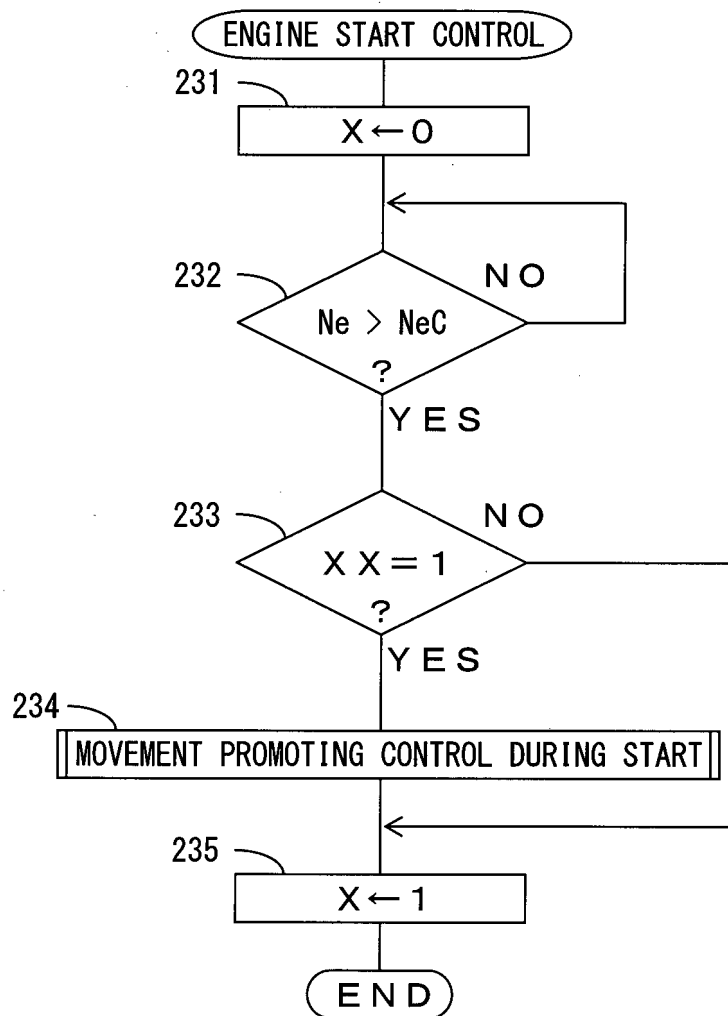 ENGINE START CONTROL
231
X←0
232
NO
Ne > NeC
?
YES
233
NO
XX=1
?
YES
234
MOVEMENT PROMOTING CONTROL DURING START
235
X←1
END